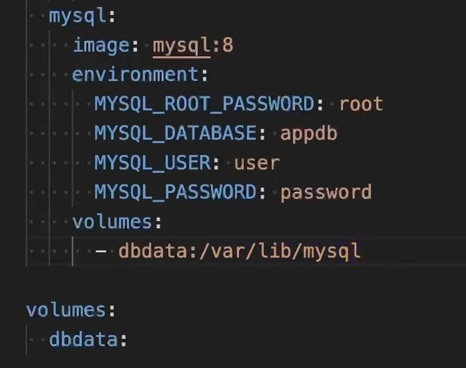 mysql:
image: mysql:8
environment:
MYSQL_ROOT_PASSWORD: root
MYSQL_DATABASE: appdb
MYSQL_USER: user
MYSQL_PASSWORD: password
volumes:
- dbdata:/var/lib/mysql
volumes:
dbdata: